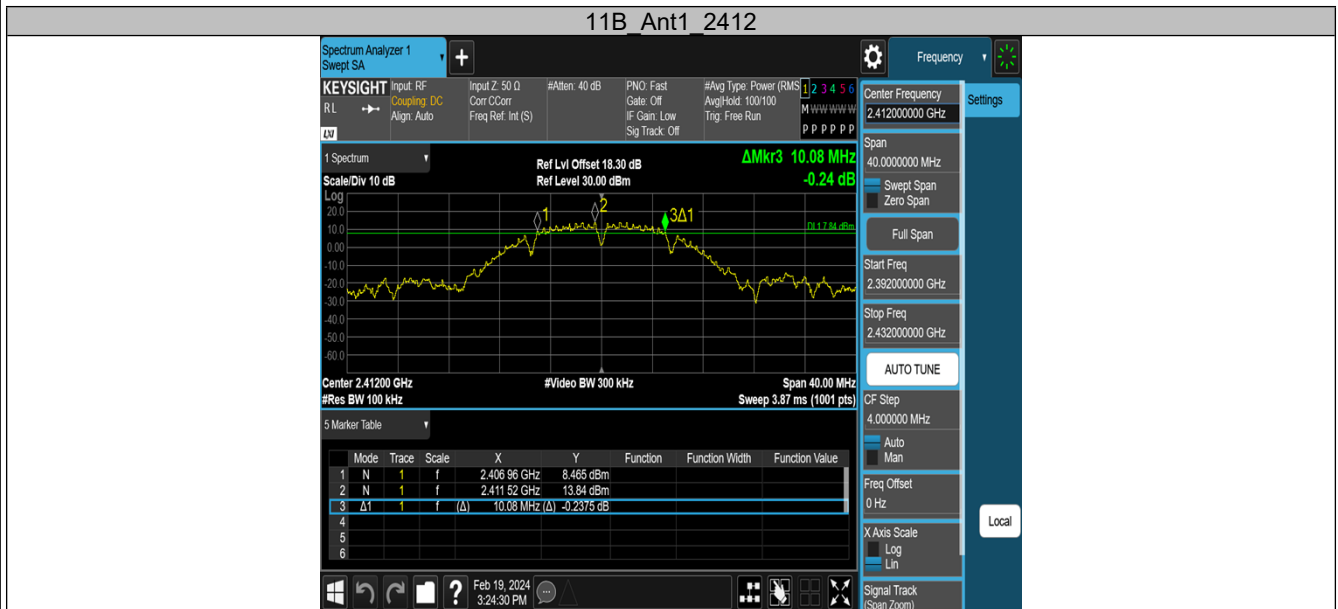 11B_Ant1_2412
Spectrum Analyzer 1
Swept SA
+
Frequency
KEYSIGHT
RL
LXI
Input: RF
Coupling: DC
Align: Auto
Input Z: 50 Ω
Corr CCorr
Freq Ref: Int (S)
#Atten: 40 dB
PNO: Fast
Gate: Off
IF Gain: Low
Sig Track: Off
#Avg Type: Power (RMS
Avg|Hold: 100/100
Trig: Free Run
1 2 3 4 5 6
M W W W W W
P P P P P P
Center Frequency
2.412000000 GHz
Settings
Span
40.0000000 MHz
Swept Span
Zero Span
Full Span
Start Freq
2.392000000 GHz
Stop Freq
2.432000000 GHz
AUTO TUNE
CF Step
4.000000 MHz
Auto
Man
Freq Offset
0 Hz
X Axis Scale
Log
Lin
Signal Track
(Span Zoom)
Local
1 Spectrum
Scale/Div 10 dB
Ref Lvl Offset 18.30 dB
Ref Level 30.00 dBm
ΔMkr3 10.08 MHz
-0.24 dB
Log
20.0
10.0
0.00
-10.0
-20.0
-30.0
-40.0
-50.0
-60.0
1
2
3Δ1
DL1 7.84 dBm
Center 2.41200 GHz
#Video BW 300 kHz
Span 40.00 MHz
#Res BW 100 kHz
Sweep 3.87 ms (1001 pts)
5 Marker Table
Mode Trace Scale X Y Function Function Width Function Value
1 N 1 f 2.406 96 GHz 8.465 dBm
2 N 1 f 2.411 52 GHz 13.84 dBm
3 Δ1 1 f (Δ) 10.08 MHz (Δ) -0.2375 dB
4
5
6
?
Feb 19, 2024
3:24:30 PM